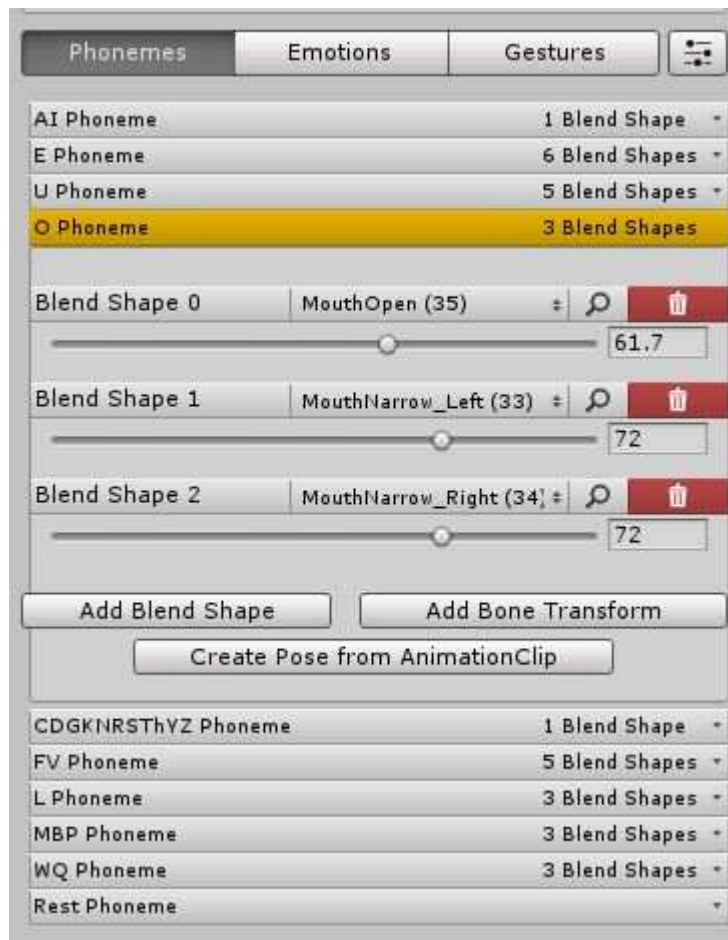 Phonemes Emotions Gestures
AI Phoneme 1 Blend Shape
E Phoneme 6 Blend Shapes
U Phoneme 5 Blend Shapes
O Phoneme 3 Blend Shapes
Blend Shape 0 MouthOpen (35)
61.7
Blend Shape 1 MouthNarrow_Left (33)
72
Blend Shape 2 MouthNarrow_Right (34)
72
Add Blend Shape Add Bone Transform
Create Pose from AnimationClip
CDGKNRSThYZ Phoneme 1 Blend Shape
FV Phoneme 5 Blend Shapes
L Phoneme 3 Blend Shapes
MBP Phoneme 3 Blend Shapes
WQ Phoneme 3 Blend Shapes
Rest Phoneme